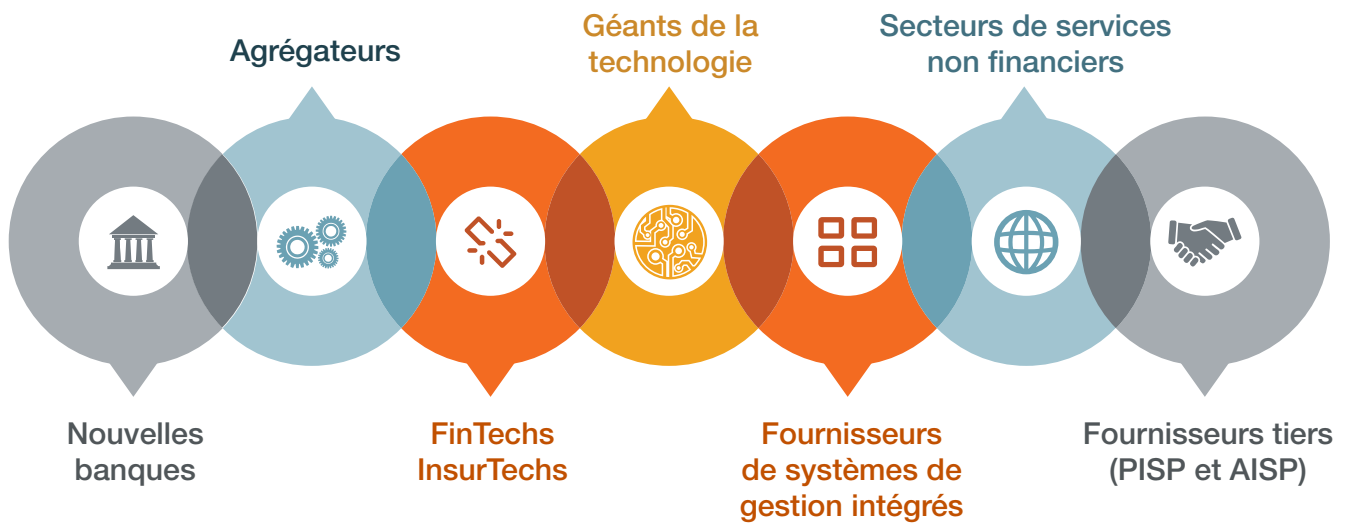 Agrégateurs
Géants de la
technologie
Secteurs de services
non financiers
Nouvelles
banques
FinTechs
InsurTechs
Fournisseurs
de systèmes de
gestion intégrés
Fournisseurs tiers
(PISP et AISP)